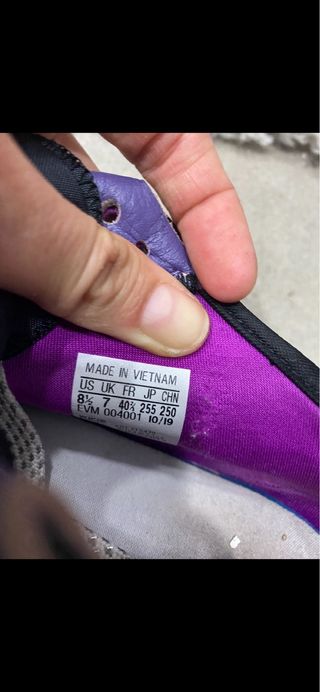 MADE IN VIETNAM
US UK FR JP CHN
8½ 7 40⅔ 255 250
EVM 004001 10/19